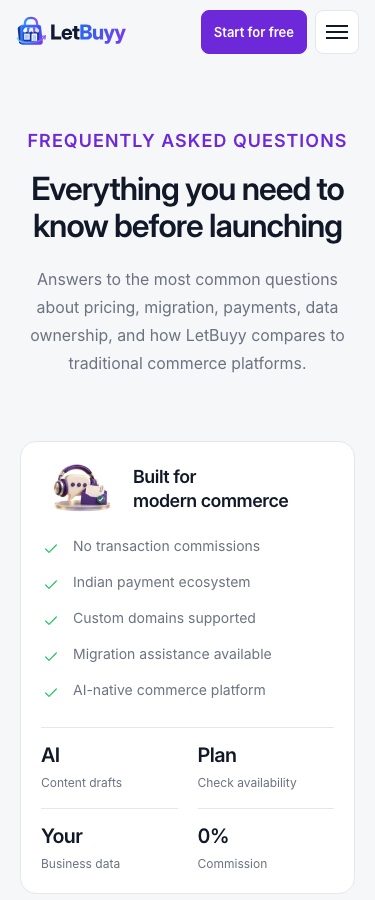 LetBuyy
Start for free
FREQUENTLY ASKED QUESTIONS
Everything you need to
know before launching
Answers to the most common questions
about pricing, migration, payments, data
ownership, and how LetBuyy compares to
traditional commerce platforms.
Built for
modern commerce
No transaction commissions
Indian payment ecosystem
Custom domains supported
Migration assistance available
AI-native commerce platform
AI
Content drafts
Plan
Check availability
Your
Business data
0%
Commission